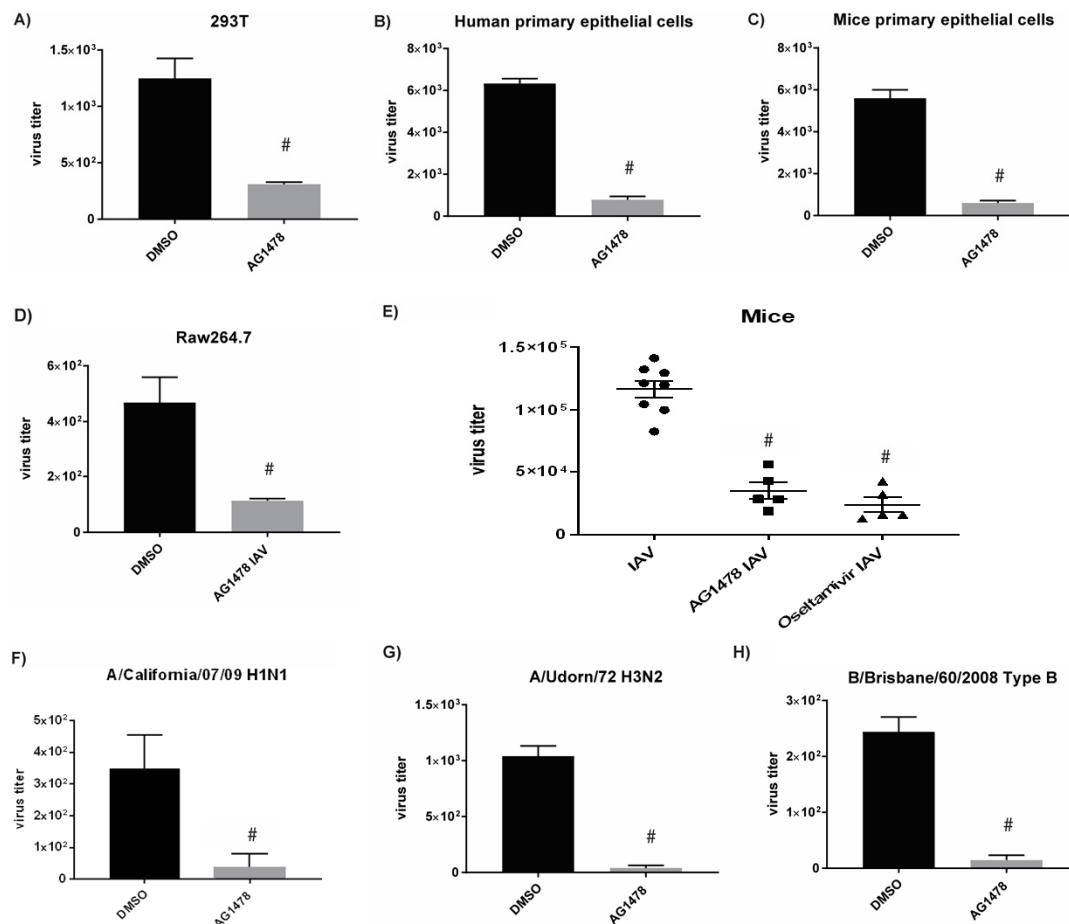 A)
293T
virus titer
1.5×10³
1×10³
5×10²
0
#
DMSO
AG1478
B)
Human primary epithelial cells
virus titer
8×10³
6×10³
4×10³
2×10³
0
#
DMSO
AG1478
C)
Mice primary epithelial cells
virus titer
8×10³
6×10³
4×10³
2×10³
0
#
DMSO
AG1478
D)
Raw264.7
virus titer
6×10²
4×10²
2×10²
0
#
DMSO
AG1478 IAV
E)
Mice
virus titer
1.5×10⁵
1×10⁵
5×10⁴
0
#
#
IAV
AG1478 IAV
Oseltamivir IAV
F)
A/California/07/09 H1N1
virus titer
5×10²
4×10²
3×10²
2×10²
1×10²
0
#
DMSO
AG1478
G)
A/Udorn/72 H3N2
virus titer
1×10³
1×10³
5×10²
0
#
DMSO
AG1478
H)
B/Brisbane/60/2008 Type B
virus titer
3×10²
2×10²
1×10²
0
#
DMSO
AG1478